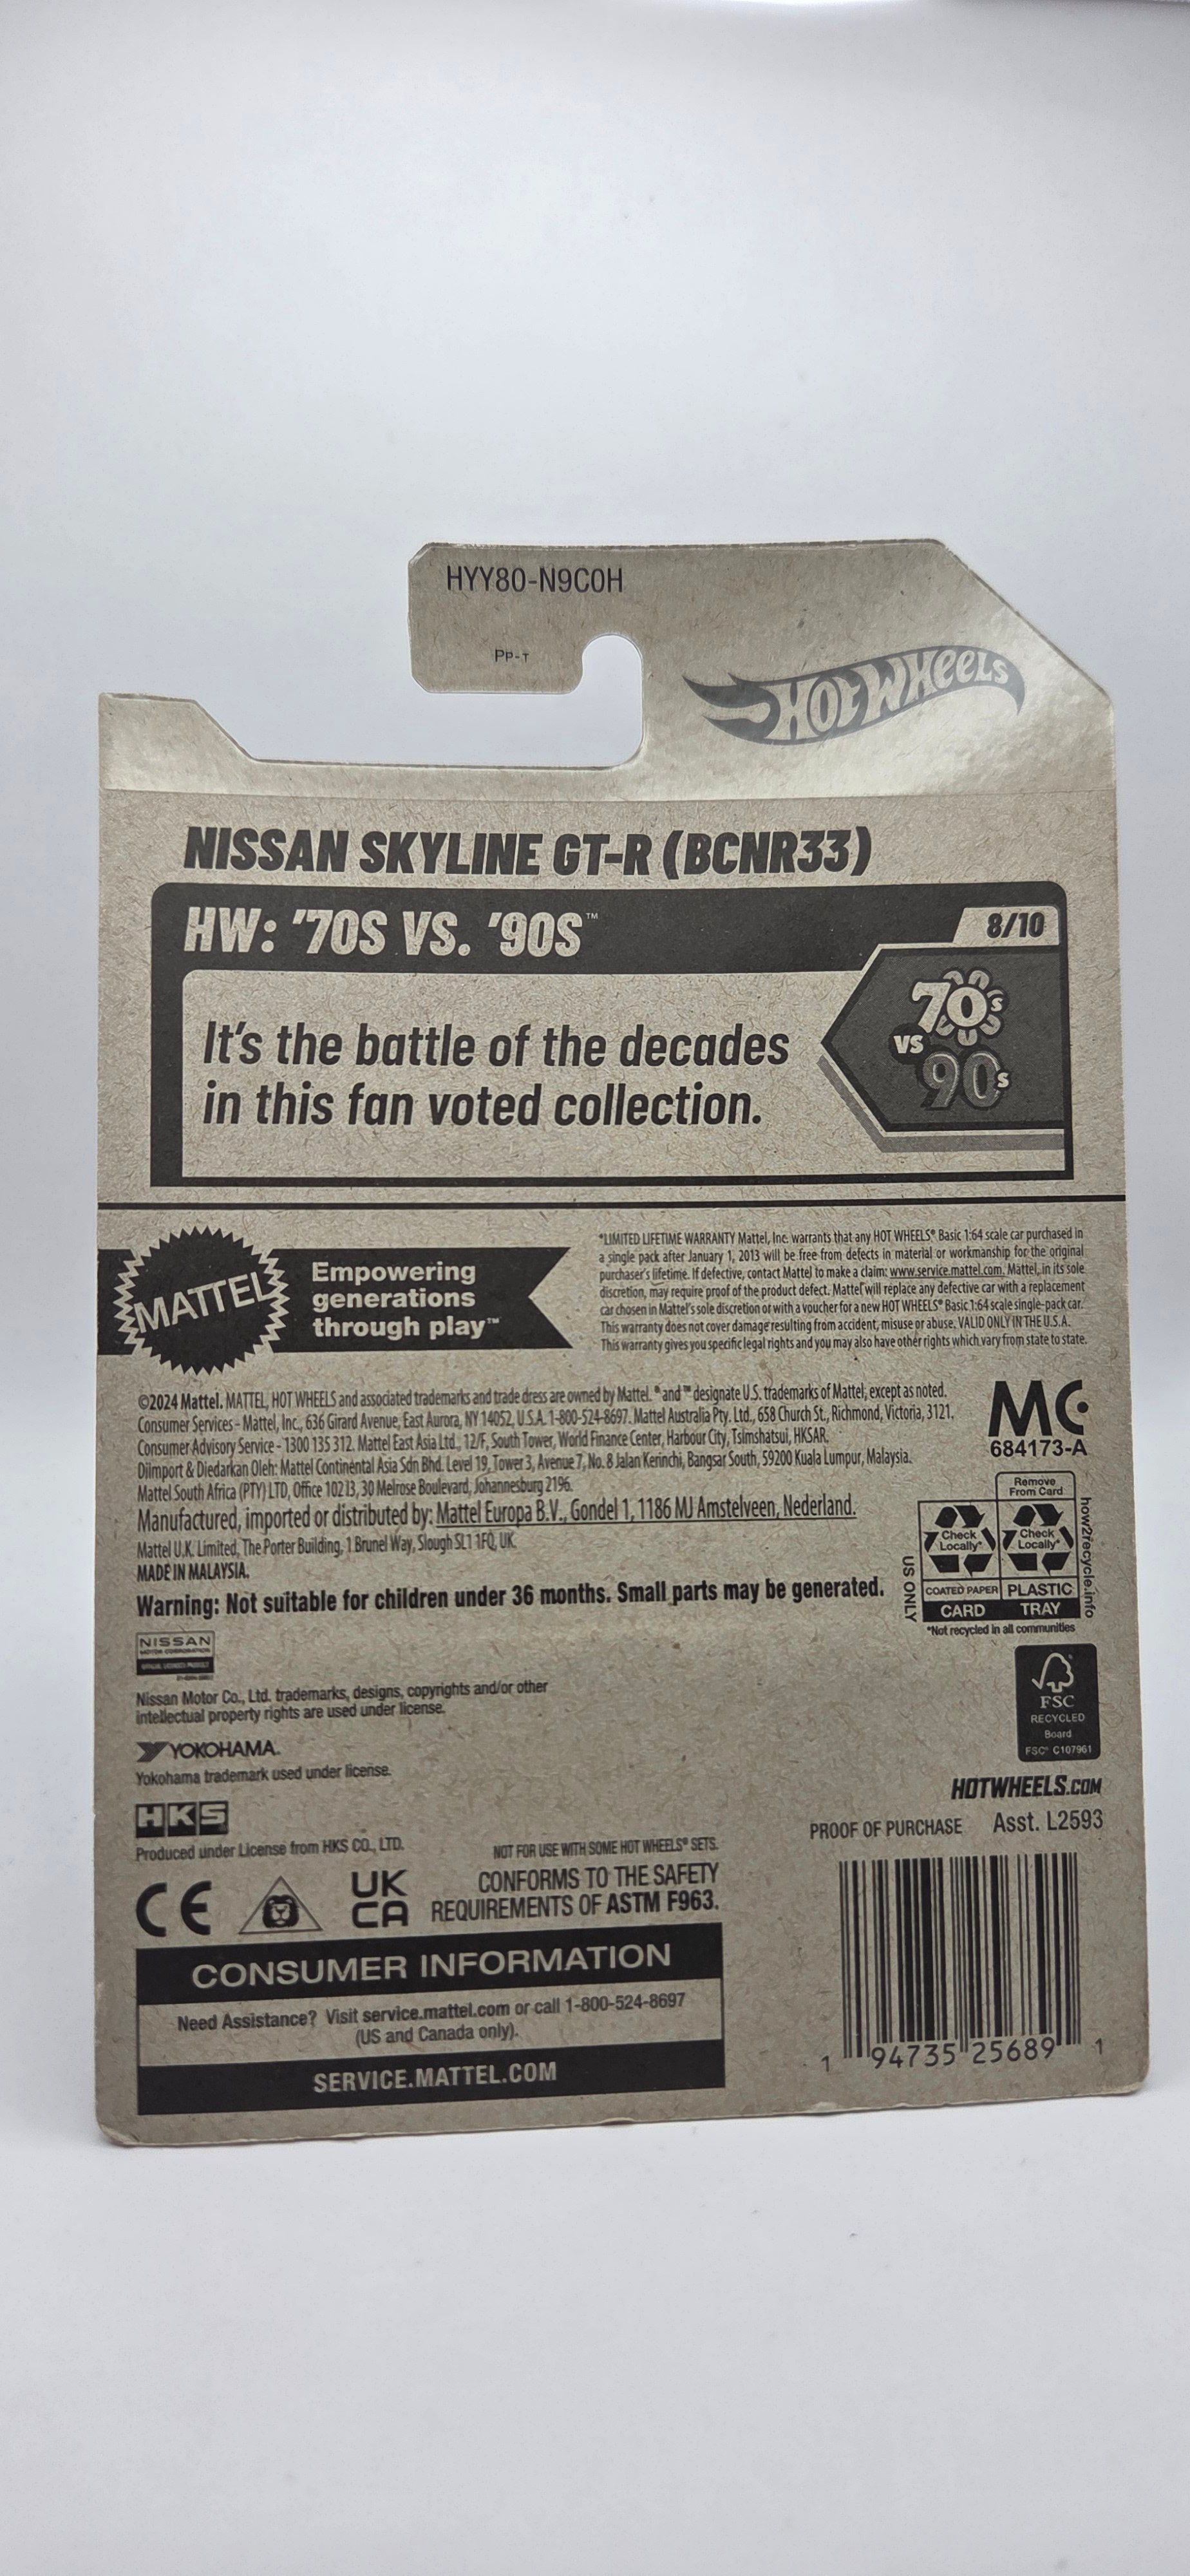 HYY80-N9C0H
PP-T
HOT WHEELS
NISSAN SKYLINE GT-R (BCNR33)
HW: '70S VS. '90S™
8/10
It's the battle of the decades
in this fan voted collection.
70s
VS
90s
MATTEL
Empowering
generations
through play™
*LIMITED LIFETIME WARRANTY Mattel, Inc. warrants that any HOT WHEELS® Basic 1:64 scale car purchased in
a single pack after January 1, 2013 will be free from defects in material or workmanship for the original
purchaser's lifetime. If defective, contact Mattel to make a claim: www.service.mattel.com. Mattel, in its sole
discretion, may require proof of the product defect. Mattel will replace any defective car with a replacement
car chosen in Mattel's sole discretion or with a voucher for a new HOT WHEELS® Basic 1:64 scale single-pack car.
This warranty does not cover damage resulting from accident, misuse or abuse. VALID ONLY IN THE U.S.A.
This warranty gives you specific legal rights and you may also have other rights which vary from state to state.
©2024 Mattel. MATTEL, HOT WHEELS and associated trademarks and trade dress are owned by Mattel. ® and ™ designate U.S. trademarks of Mattel, except as noted.
Consumer Services - Mattel, Inc., 636 Girard Avenue, East Aurora, NY 14052, U.S.A. 1-800-524-8697. Mattel Australia Pty. Ltd., 658 Church St., Richmond, Victoria, 3121.
Consumer Advisory Service - 1300 135 312. Mattel East Asia Ltd., 12/F, South Tower, World Finance Center, Harbour City, Tsimshatsui, HKSAR.
Diimport & Diedarkan Oleh: Mattel Continental Asia Sdn Bhd. Level 19, Tower 3, Avenue 7, No. 8 Jalan Kerinchi, Bangsar South, 59200 Kuala Lumpur, Malaysia.
Mattel South Africa (PTY) LTD, Office 102 I3, 30 Melrose Boulevard, Johannesburg 2196.
Manufactured, imported or distributed by: Mattel Europa B.V., Gondel 1, 1186 MJ Amstelveen, Nederland.
Mattel U.K. Limited, The Porter Building, 1 Brunel Way, Slough SL1 1FQ, UK.
MADE IN MALAYSIA.
Warning: Not suitable for children under 36 months. Small parts may be generated.
MC
684173-A
Remove
From Card
Check
Locally*
Check
Locally*
COATED PAPER
PLASTIC
CARD
TRAY
US ONLY
how2recycle.info
*Not recycled in all communities
NISSAN
MOTOR CORPORATION
OFFICIAL LICENSED PRODUCT
Nissan Motor Co., Ltd. trademarks, designs, copyrights and/or other
intellectual property rights are used under license.
YOKOHAMA.
Yokohama trademark used under license.
HKS
Produced under License from HKS CO., LTD.
FSC
RECYCLED
Board
FSC® C107961
HOTWHEELS.COM
PROOF OF PURCHASE
Asst. L2593
NOT FOR USE WITH SOME HOT WHEELS® SETS.
CONFORMS TO THE SAFETY
REQUIREMENTS OF ASTM F963.
CE
UK
CA
CONSUMER INFORMATION
Need Assistance? Visit service.mattel.com or call 1-800-524-8697
(US and Canada only).
SERVICE.MATTEL.COM
1 94735 25689 1